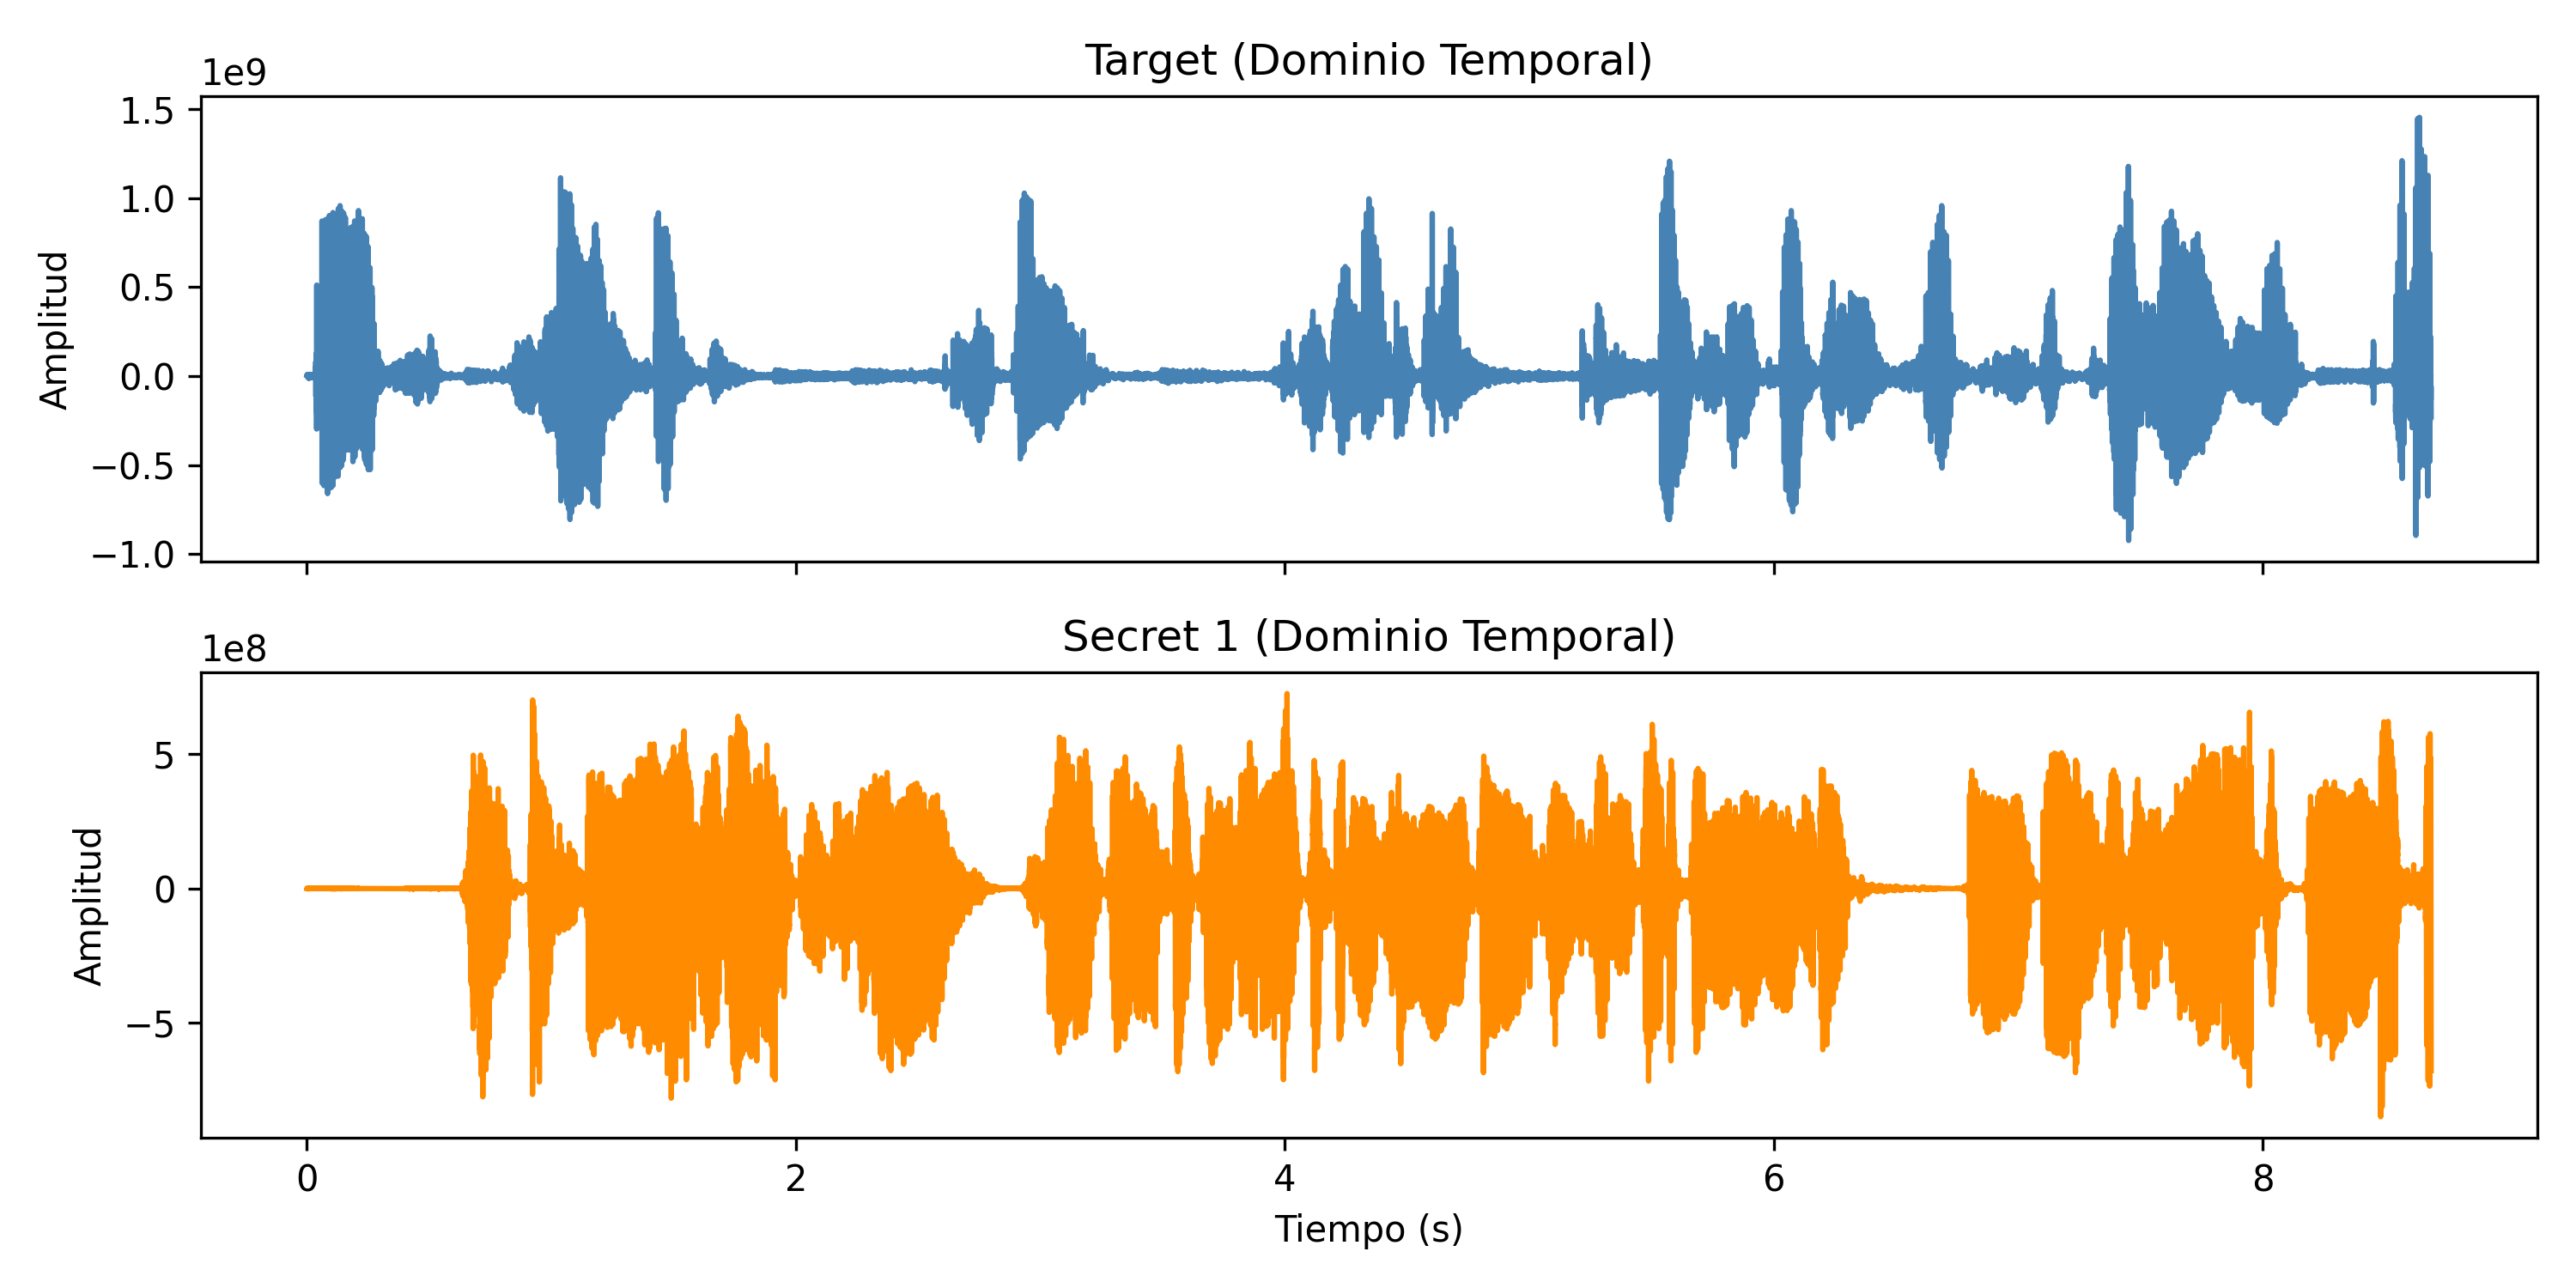 Target (Dominio Temporal)
1e9
1.5
1.0
0.5
0.0
−0.5
−1.0
Amplitud
Secret 1 (Dominio Temporal)
1e8
5
0
−5
Amplitud
0 2 4 6 8
Tiempo (s)